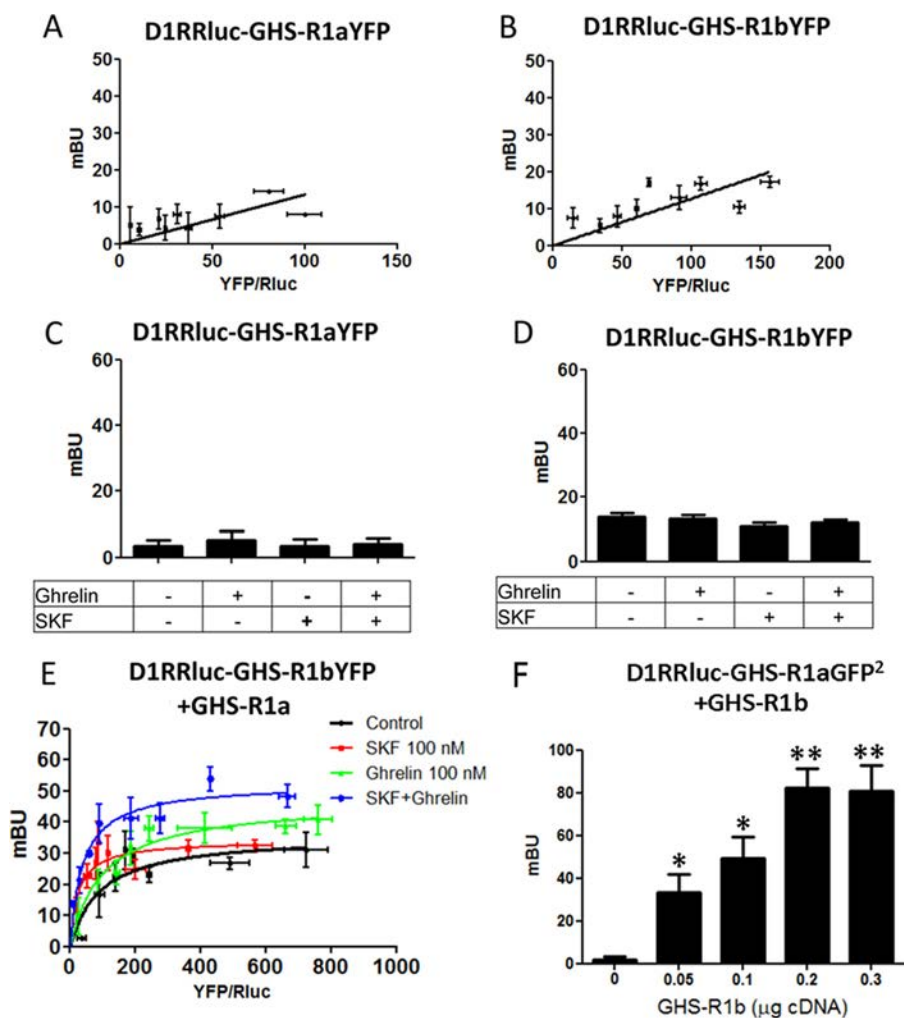 A
D1RRluc-GHS-R1aYFP
50
40
30
20
10
0
mBU
0 50 100 150
YFP/Rluc
B
D1RRluc-GHS-R1bYFP
50
40
30
20
10
0
mBU
0 50 100 150 200
YFP/Rluc
C
D1RRluc-GHS-R1aYFP
60
40
20
0
mBU
Ghrelin - + - +
SKF - - + +
D
D1RRluc-GHS-R1bYFP
60
40
20
0
mBU
Ghrelin - + - +
SKF - - + +
E
D1RRluc-GHS-R1bYFP
+GHS-R1a
70
60
50
40
30
20
10
00
mBU
0 200 400 600 800 1000
YFP/Rluc
Control
SKF 100 nM
Ghrelin 100 nM
SKF+Ghrelin
F
D1RRluc-GHS-R1aGFP²
+GHS-R1b
100
80
60
40
20
0
mBU
* * ** **
0 0.05 0.1 0.2 0.3
GHS-R1b (µg cDNA)